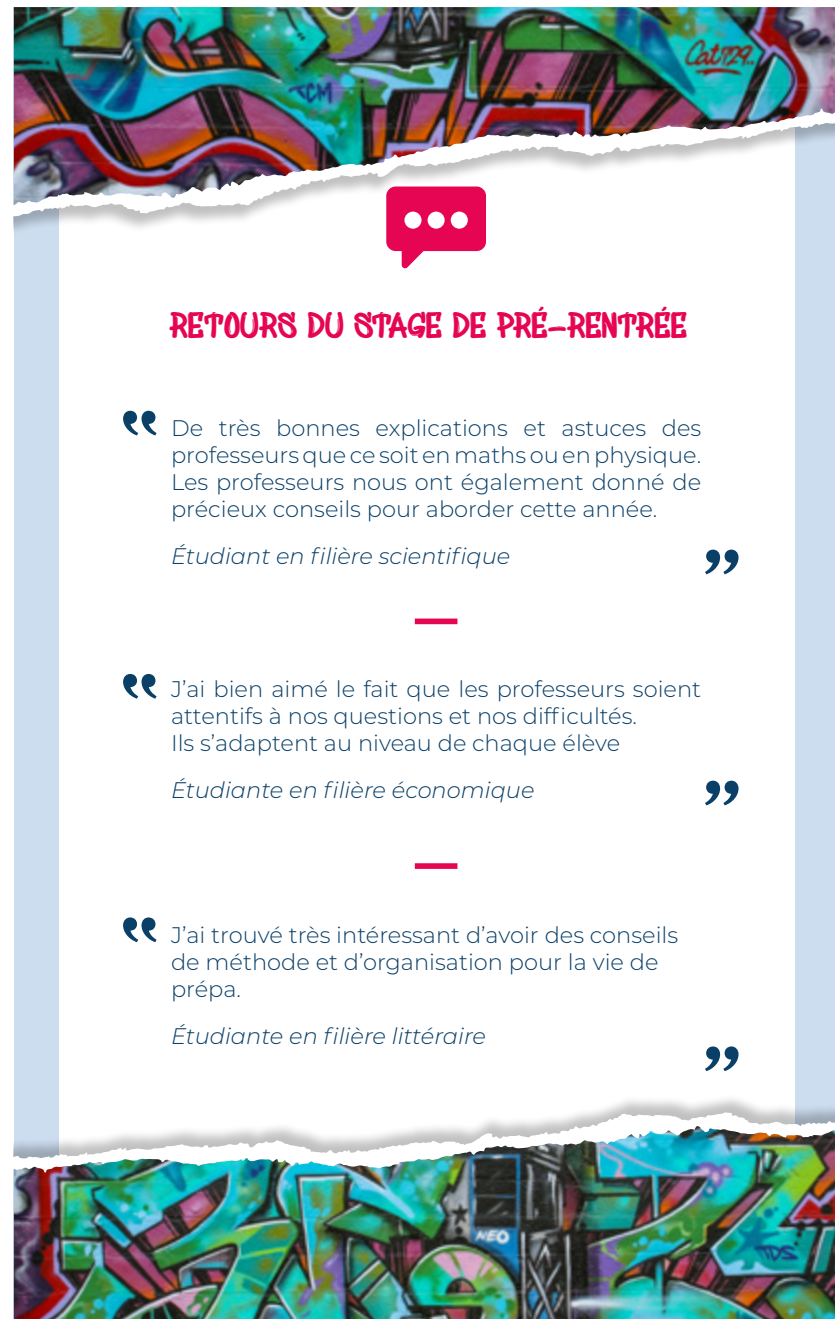 Cat129..
TCM
RETOURS DU STAGE DE PRÉ-RENTRÉE
De très bonnes explications et astuces des
professeurs que ce soit en maths ou en physique.
Les professeurs nous ont également donné de
précieux conseils pour aborder cette année.
Étudiant en filière scientifique
J’ai bien aimé le fait que les professeurs soient
attentifs à nos questions et nos difficultés.
Ils s’adaptent au niveau de chaque élève
Étudiante en filière économique
J’ai trouvé très intéressant d’avoir des conseils
de méthode et d’organisation pour la vie de
prépa.
Étudiante en filière littéraire
NEO
TDS